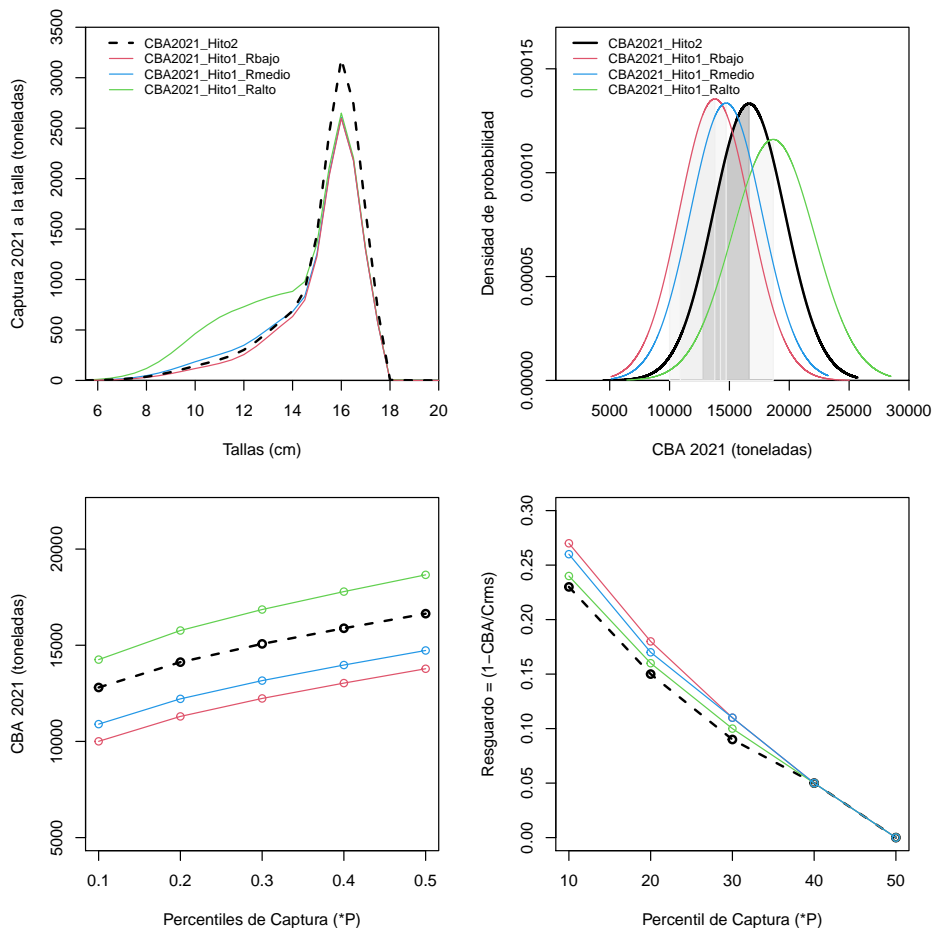 CBA2021_Hito2
CBA2021_Hito1_Rbajo
CBA2021_Hito1_Rmedio
CBA2021_Hito1_Ralto
Captura 2021 a la talla (toneladas)
0 500 1000 1500 2000 2500 3000 3500
6 8 10 12 14 16 18 20
Tallas (cm)
CBA2021_Hito2
CBA2021_Hito1_Rbajo
CBA2021_Hito1_Rmedio
CBA2021_Hito1_Ralto
Densidad de probabilidad
0.00000 0.00005 0.00010 0.00015
5000 10000 15000 20000 25000 30000
CBA 2021 (toneladas)
CBA 2021 (toneladas)
5000 10000 15000 20000
0.1 0.2 0.3 0.4 0.5
Percentiles de Captura (*P)
Resguardo = (1−CBA/Crms)
0.00 0.05 0.10 0.15 0.20 0.25 0.30
10 20 30 40 50
Percentil de Captura (*P)